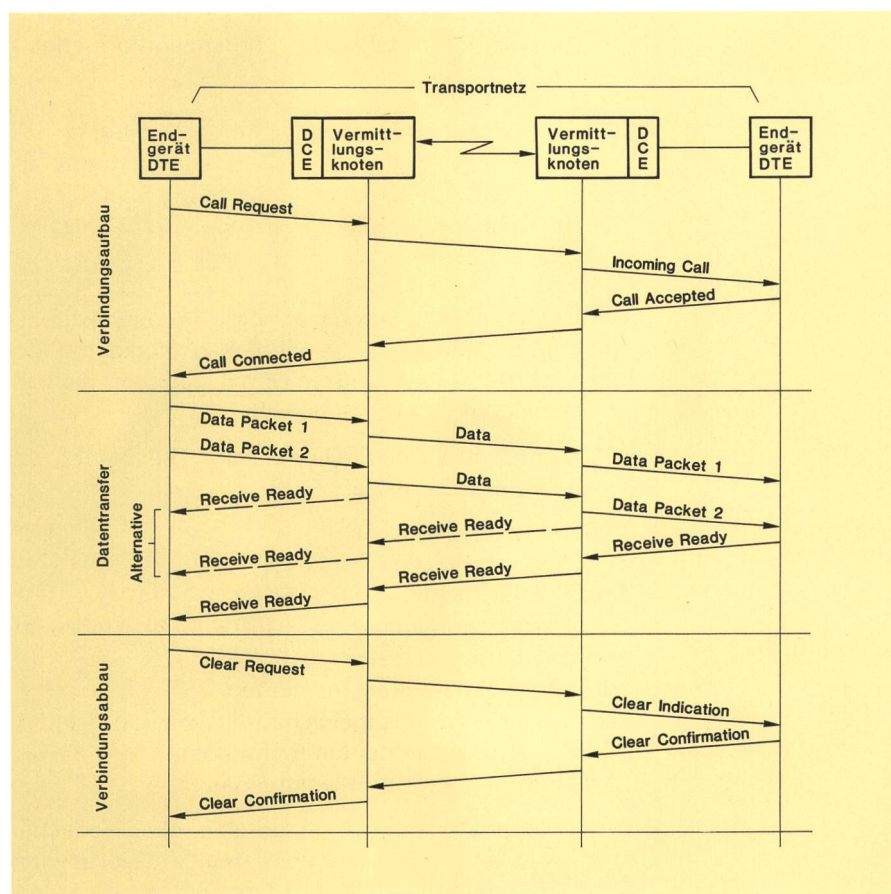 Transportnetz
End-
gerät
DTE
D
C
E
Vermitt-
lungs-
knoten
Vermitt-
lungs-
knoten
D
C
E
End-
gerät
DTE
Verbindungsaufbau
Call Request
Incoming Call
Call Accepted
Call Connected
Datentransfer
Alternative
Data Packet 1
Data
Data Packet 2
Data Packet 1
Data
Receive Ready
Data Packet 2
Receive Ready
Receive Ready
Receive Ready
Receive Ready
Receive Ready
Verbindungsabbau
Clear Request
Clear Indication
Clear Confirmation
Clear Confirmation